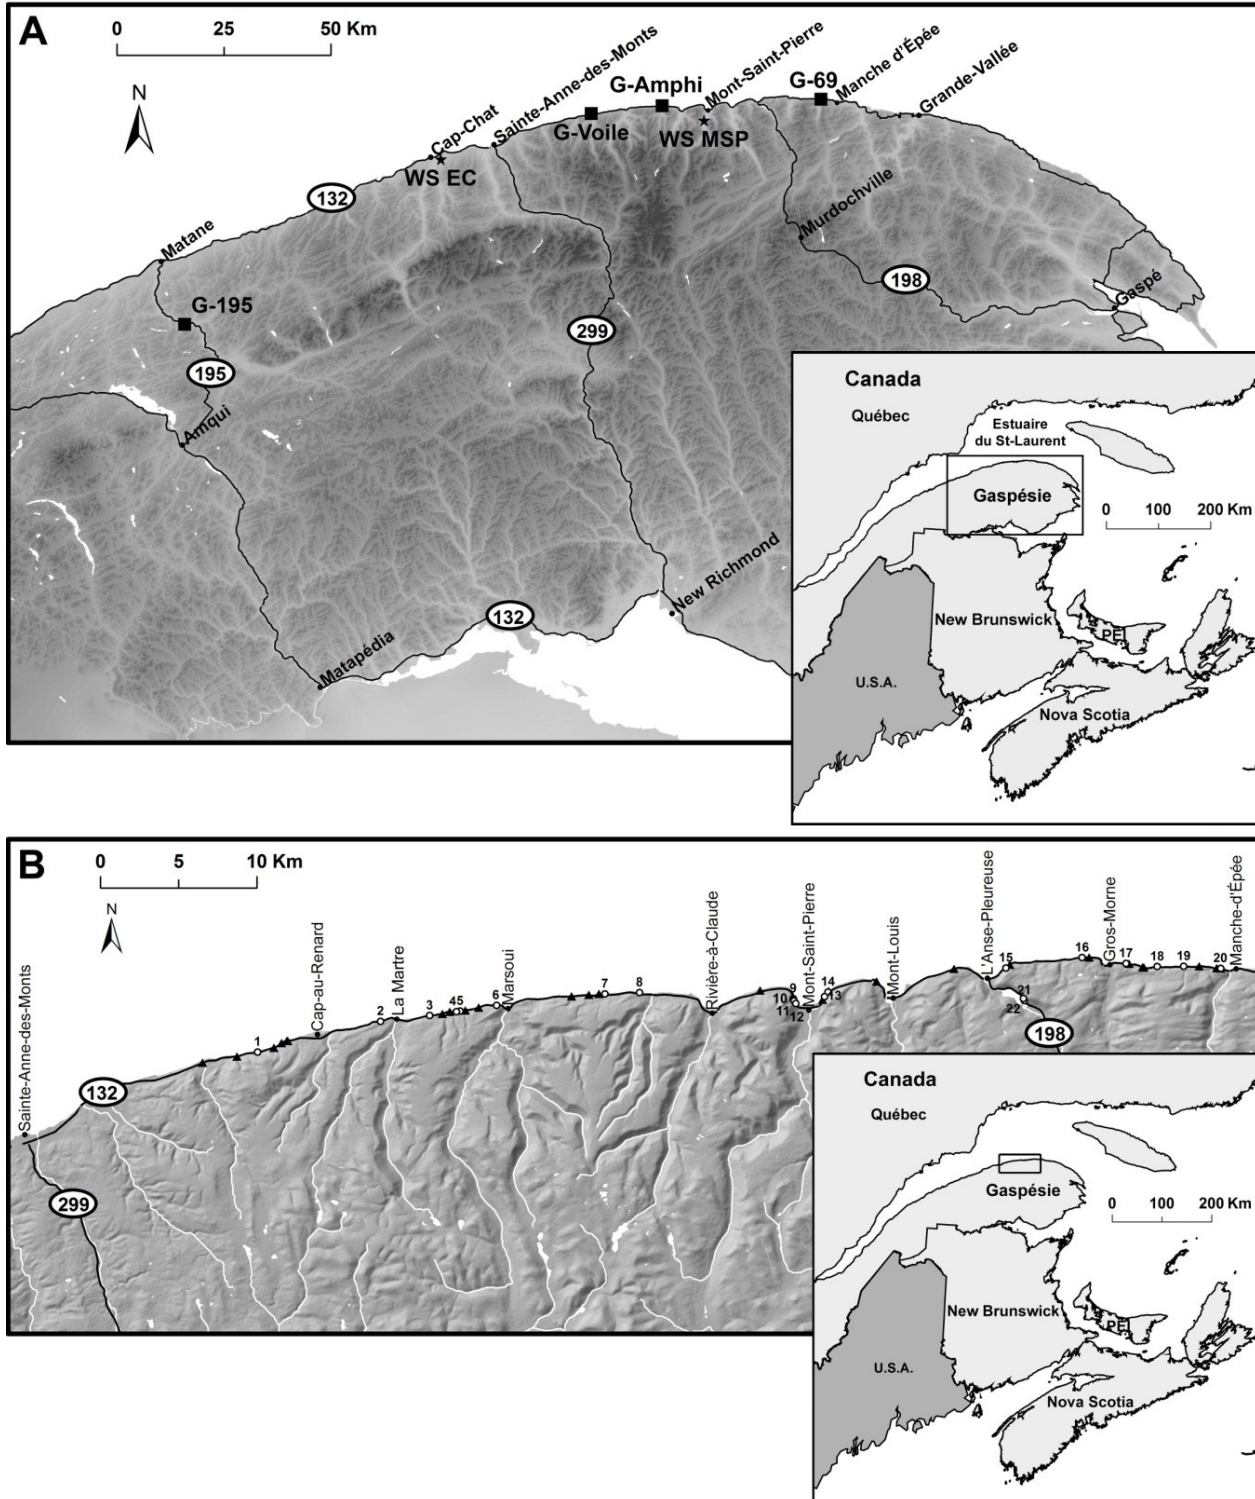 A
0 25 50 Km
N
Cap-Chat
Sainte-Anne-des-Monts
G-Voile
G-Amphi
Mont-Saint-Pierre
G-69
Manche d'Épée
Grande-Vallée
WS EC
WS MSP
132
Matane
Murdochville
G-195
198
Gaspé
299
195
Amqui
New Richmond
132
Matapédia
Canada
Québec
Estuaire
du St-Laurent
Gaspésie
0 100 200 Km
New Brunswick
PEI
U.S.A.
Nova Scotia
B
0 5 10 Km
N
Sainte-Anne-des-Monts
Cap-au-Renard
La Martre
Marsoui
Rivière-à-Claude
Mont-Saint-Pierre
Mont-Louis
L'Anse-Pleureuse
Gros-Morne
Manche-d'Épée
1
2
3
4
5
6
7
8
9
10
11
12
13
14
15
16
17
18
19
20
21
22
132
299
198
Canada
Québec
Gaspésie
0 100 200 Km
New Brunswick
PEI
U.S.A.
Nova Scotia